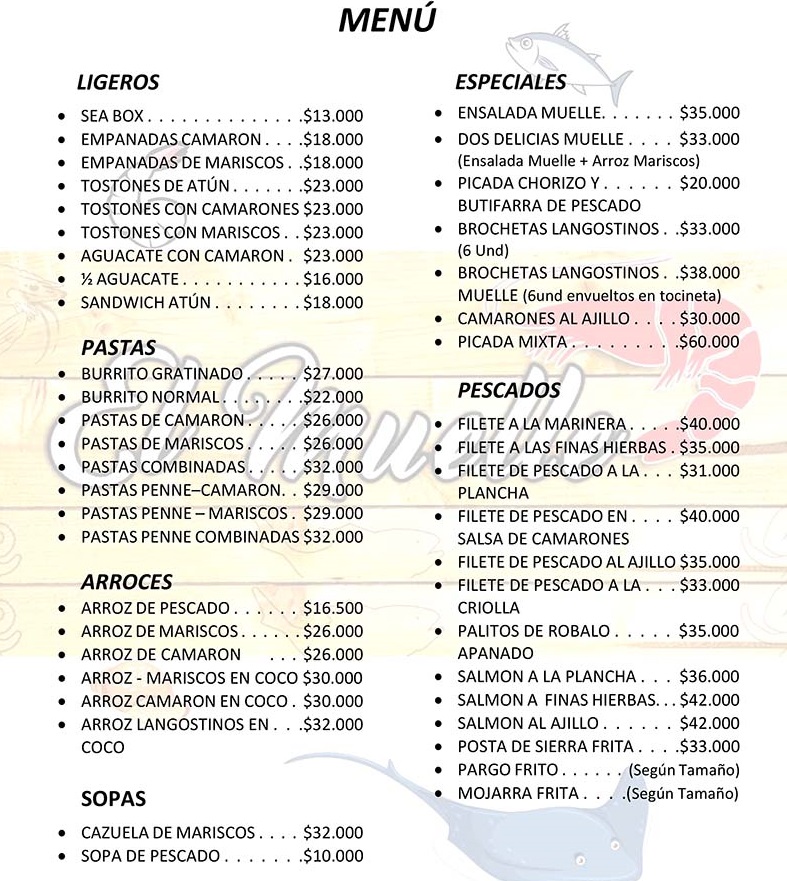 MENÚ
LIGEROS
• SEA BOX . . . . . . . . . . . . . . .$13.000
• EMPANADAS CAMARON . . . .$18.000
• EMPANADAS DE MARISCOS . .$18.000
• TOSTONES DE ATÚN . . . . . . . $23.000
• TOSTONES CON CAMARONES $23.000
• TOSTONES CON MARISCOS . . $23.000
• AGUACATE CON CAMARON . $23.000
• ½ AGUACATE . . . . . . . . . . . $16.000
• SANDWICH ATÚN . . . . . . . . $18.000
PASTAS
• BURRITO GRATINADO . . . . . $27.000
• BURRITO NORMAL . . . . . . . .$22.000
• PASTAS DE CAMARON . . . . . $26.000
• PASTAS DE MARISCOS . . . . . $26.000
• PASTAS COMBINADAS . . . . . $32.000
• PASTAS PENNE–CAMARON. . $29.000
• PASTAS PENNE – MARISCOS . $29.000
• PASTAS PENNE COMBINADAS $32.000
ARROCES
• ARROZ DE PESCADO . . . . . . $16.500
• ARROZ DE MARISCOS . . . . . . $26.000
• ARROZ DE CAMARON . . . $26.000
• ARROZ - MARISCOS EN COCO $30.000
• ARROZ CAMARON EN COCO . $30.000
• ARROZ LANGOSTINOS EN . . .$32.000
COCO
SOPAS
• CAZUELA DE MARISCOS . . . . $32.000
• SOPA DE PESCADO . . . . . . . .$10.000
ESPECIALES
• ENSALADA MUELLE. . . . . . . $35.000
• DOS DELICIAS MUELLE . . . . $33.000
(Ensalada Muelle + Arroz Mariscos)
• PICADA CHORIZO Y . . . . . . $20.000
BUTIFARRA DE PESCADO
• BROCHETAS LANGOSTINOS . .$33.000
(6 Und)
• BROCHETAS LANGOSTINOS . .$38.000
MUELLE (6und envueltos en tocineta)
• CAMARONES AL AJILLO . . . . $30.000
• PICADA MIXTA . . . . . . . . . .$60.000
PESCADOS
• FILETE A LA MARINERA . . . . .$40.000
• FILETE A LAS FINAS HIERBAS . $35.000
• FILETE DE PESCADO A LA . . . $31.000
PLANCHA
• FILETE DE PESCADO EN . . . . $40.000
SALSA DE CAMARONES
• FILETE DE PESCADO AL AJILLO $35.000
• FILETE DE PESCADO A LA . . . $33.000
CRIOLLA
• PALITOS DE ROBALO . . . . . $35.000
APANADO
• SALMON A LA PLANCHA . . . $36.000
• SALMON A FINAS HIERBAS. . . $42.000
• SALMON AL AJILLO . . . . . . $42.000
• POSTA DE SIERRA FRITA . . . .$33.000
• PARGO FRITO . . . . . . (Según Tamaño)
• MOJARRA FRITA . . . .(Según Tamaño)
El Muelle